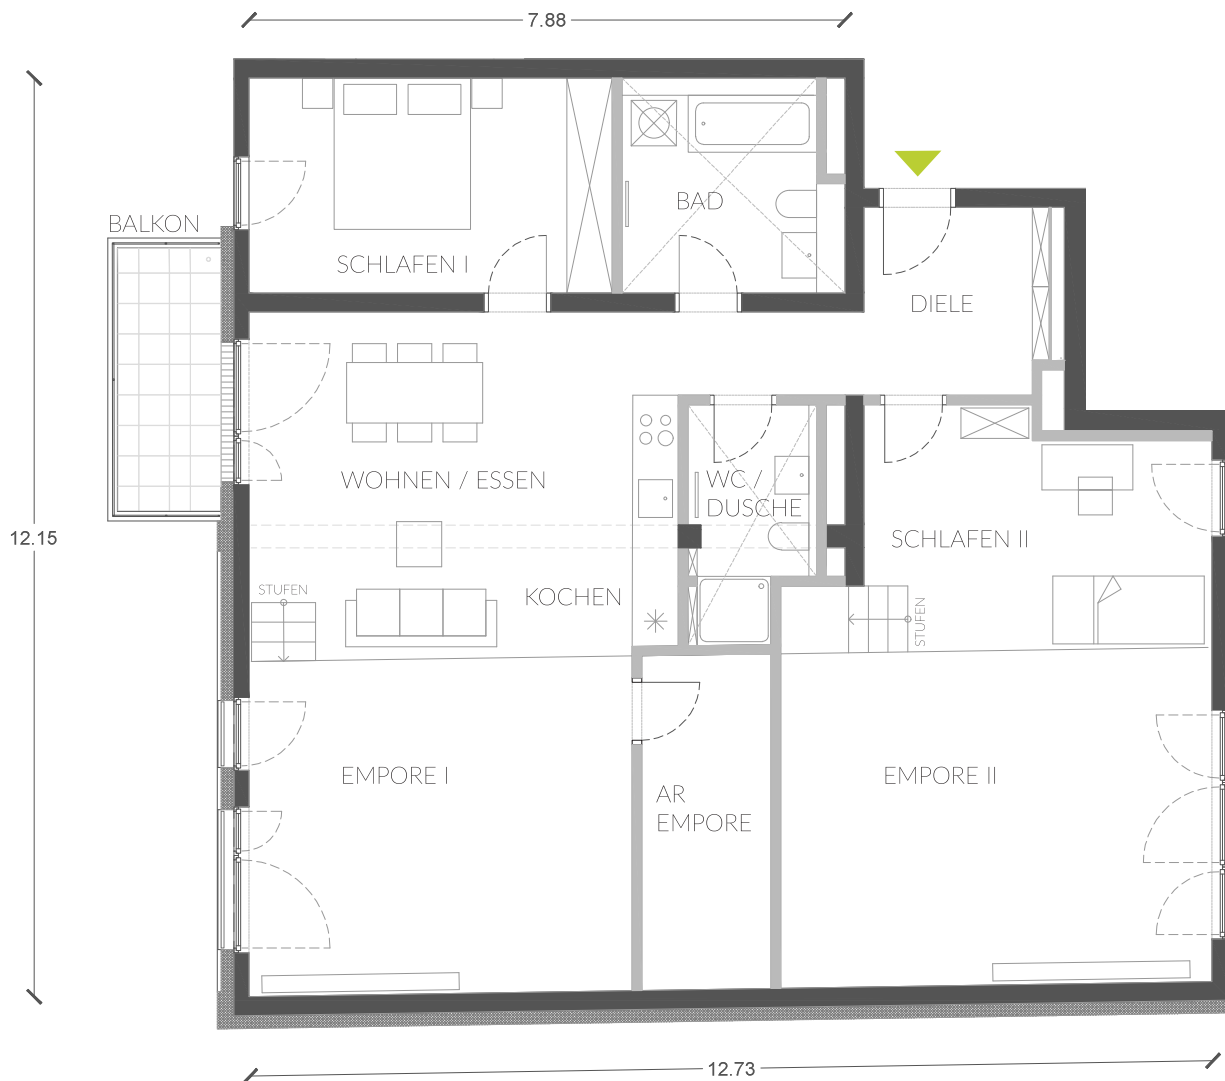 7.88
BALKON
BAD
SCHLAFEN I
DIELE
WOHNEN / ESSEN
WC /
DUSCHE
12.15
SCHLAFEN II
STUFEN
KOCHEN
STUFEN
EMPORE I
EMPORE II
AR
EMPORE
12.73